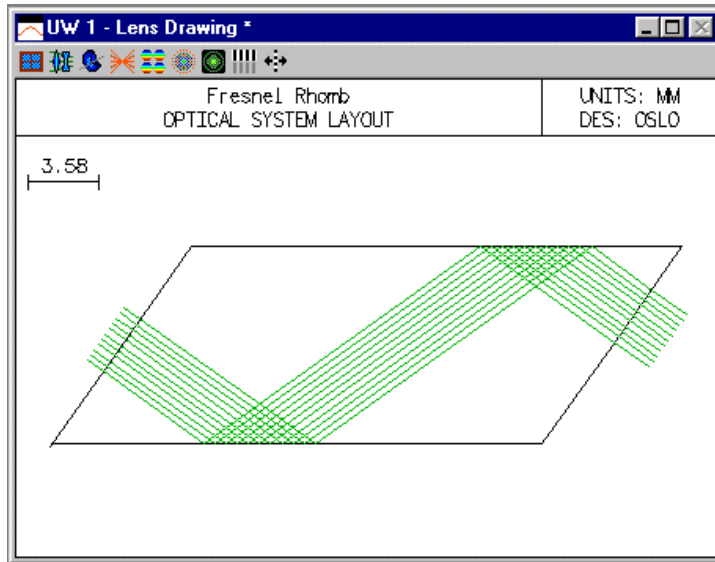 UW 1 - Lens Drawing *
Fresnel Rhomb
OPTICAL SYSTEM LAYOUT
UNITS: MM
DES: OSLO
3.58